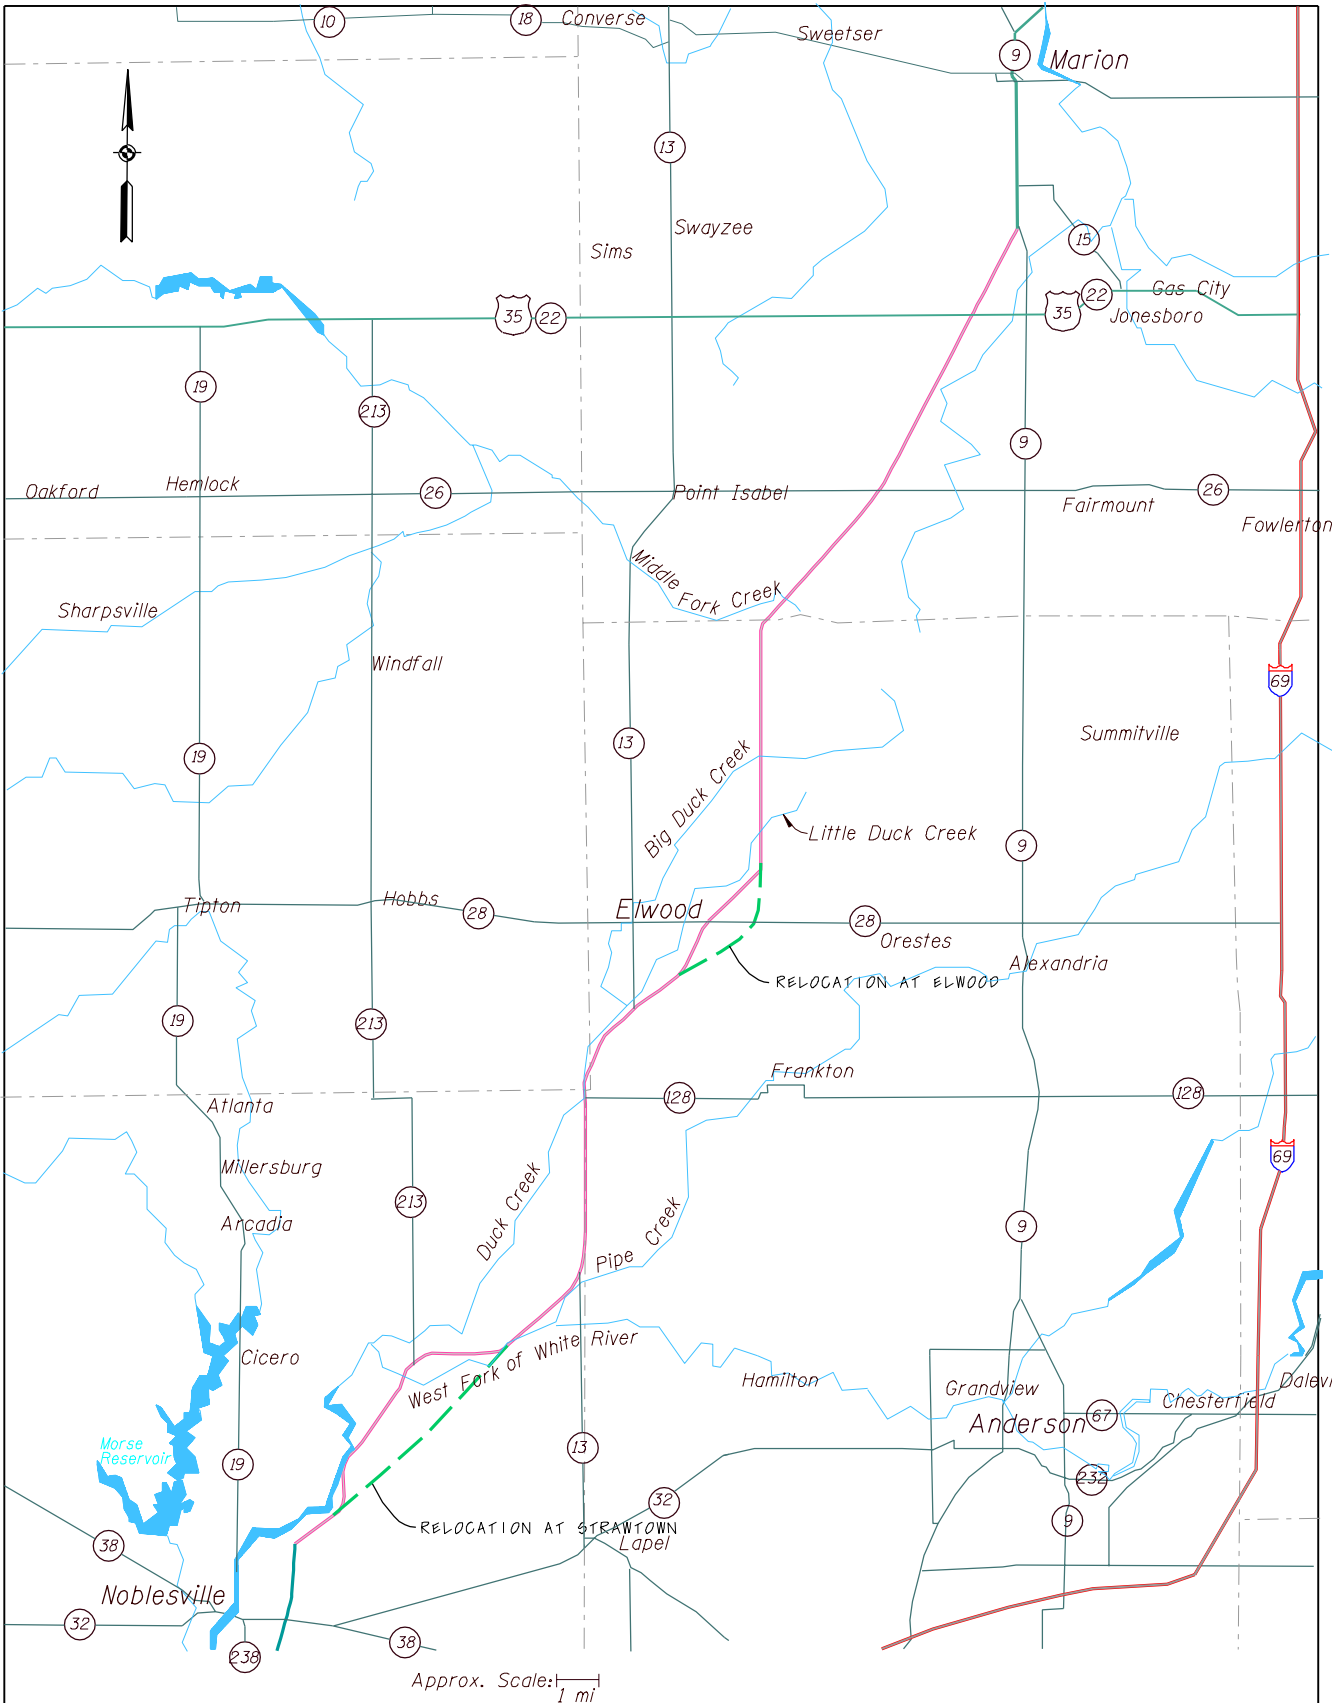 10
18
Converse
Sweetser
9
Marion
13
Swayzee
Sims
15
22
Gas City
35
22
35
Jonesboro
19
213
9
Oakford
Hemlock
26
Point Isabel
26
Fairmount
Fowlerton
Middle
Fork Creek
Sharpsville
Windfall
69
Summitville
13
19
Big Duck Creek
Little Duck Creek
9
Tipton
Hobbs
28
Elwood
28
Orestes
Alexandria
RELOCATION AT ELWOOD
19
213
Frankton
128
128
Atlanta
Millersburg
69
213
Arcadia
Duck Creek
Pipe Creek
9
West Fork of White River
Cicero
Hamilton
Grandview
Dalevi
Chesterfield
67
Anderson
Morse
Reservoir
19
13
232
32
9
RELOCATION AT STRAWTOWN
Lapel
38
Noblesville
32
38
238
Approx. Scale:
1 mi